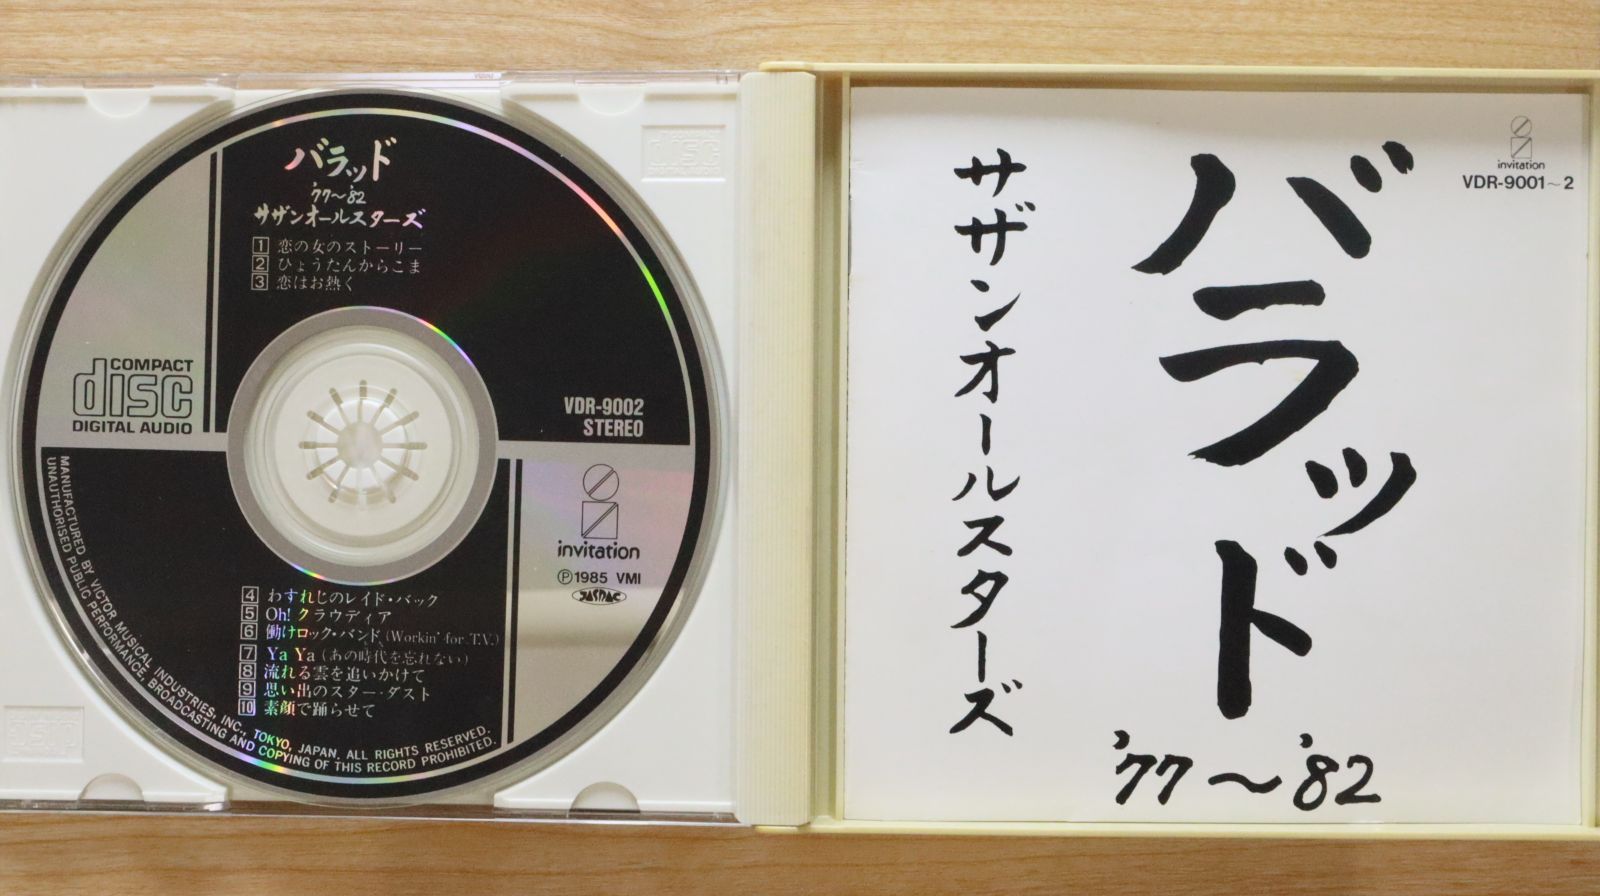 バラッド
'77〜'82
サザンオールスターズ
1 恋の女のストーリー
2 ひょうたんからこま
3 恋はお熱く
COMPACT
disc
DIGITAL AUDIO
VDR-9002
STEREO
invitation
Ⓟ1985 VMI
JASRAC
4 わすれじのレイド・バック
5 Oh! クラウディア
6 働けロック・バンド (Workin' for T.V.)
7 Ya Ya (あの時代を忘れない)
8 流れる雲を追いかけて
9 思い出のスター・ダスト
10 素顔で踊らせて
MANUFACTURED BY VICTOR MUSICAL INDUSTRIES, INC., TOKYO, JAPAN. ALL RIGHTS RESERVED.
UNAUTHORISED PUBLIC PERFORMANCE, BROADCASTING AND COPYING OF THIS RECORD PROHIBITED.
COMPACT
disc
DIGITAL AUDIO
invitation
VDR-9001〜2
バラッド
'77〜'82
サザンオールスターズ